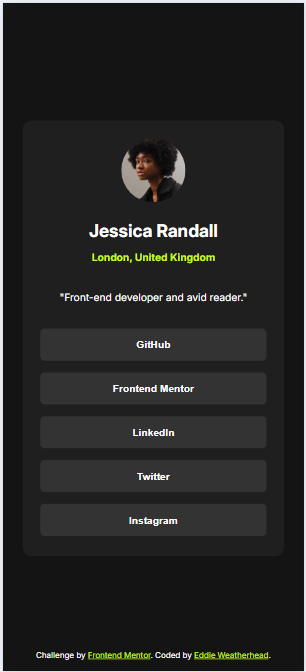 Jessica Randall
London, United Kingdom
"Front-end developer and avid reader."
GitHub
Frontend Mentor
LinkedIn
Twitter
Instagram
Challenge by Frontend Mentor. Coded by Eddie Weatherhead.